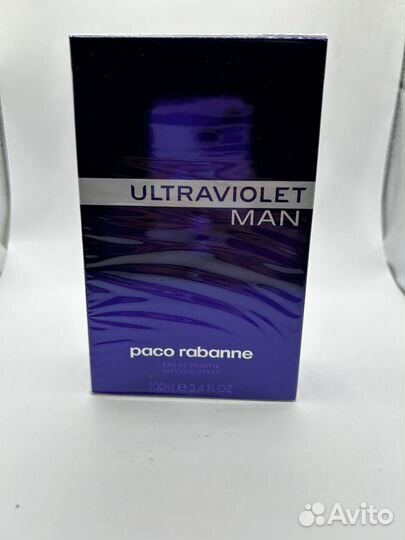 ULTRAVIOLET
MAN
paco rabanne
EAU DE TOILETTE
NATURAL SPRAY
100ml e 3.4 FL.OZ
Avito